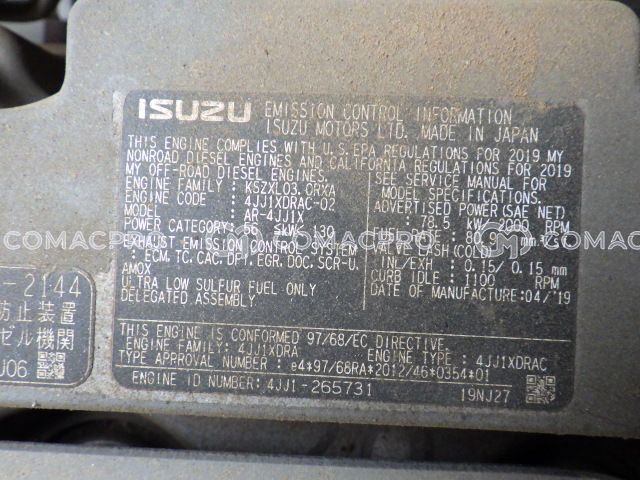 ISUZU EMISSION CONTROL INFORMATION
ISUZU MOTORS LTD. MADE IN JAPAN
THIS ENGINE COMPLIES WITH U.S.EPA REGULATIONS FOR 2019 MY
NONROAD DIESEL ENGINES AND CALIFORNIA REGULATIONS FOR 2019
MY OFF-ROAD DIESEL ENGINES.
ENGINE FAMILY : KSZXL03.0RXA
ENGINE CODE : 4JJ1XDRAC-02
MODEL : AR-4JJ1X
POWER CATEGORY: 56 ≤kW< 130
EXHAUST EMISSION CONTROL SYSTEM
: ECM, TC, CAC, DFI, EGR, DOC, SCR-U,
AMOX
ULTRA LOW SULFUR FUEL ONLY
DELEGATED ASSEMBLY
SEE SERVICE MANUAL FOR
SPECIFICATION.
ADVERTISED POWER(SAE NET)
: 78.5 kW/ 2000 RPM
FUEL RATE: mm³/
VALVE LASH (COLD)
IN/EXH : 0.15/ 0.15 mm
CURB IDLE : 1100 RPM
DATE OF MANUFACTURE:04/'19
THIS ENGINE IS CONFORMED 97/68/EC DIRECTIVE.
ENGINE FAMILY: 4JJ1XDRA ENGINE TYPE : 4JJ1XDRAC
TYPE APPROVAL NUMBER : e4*97/68RA*2012/46*0354*01
ENGINE ID NUMBER: 4JJ1-265731 19NJ27
-2144
防止装置
ゼル機関
J06
COMACPRO COMACPRO COMACPRO